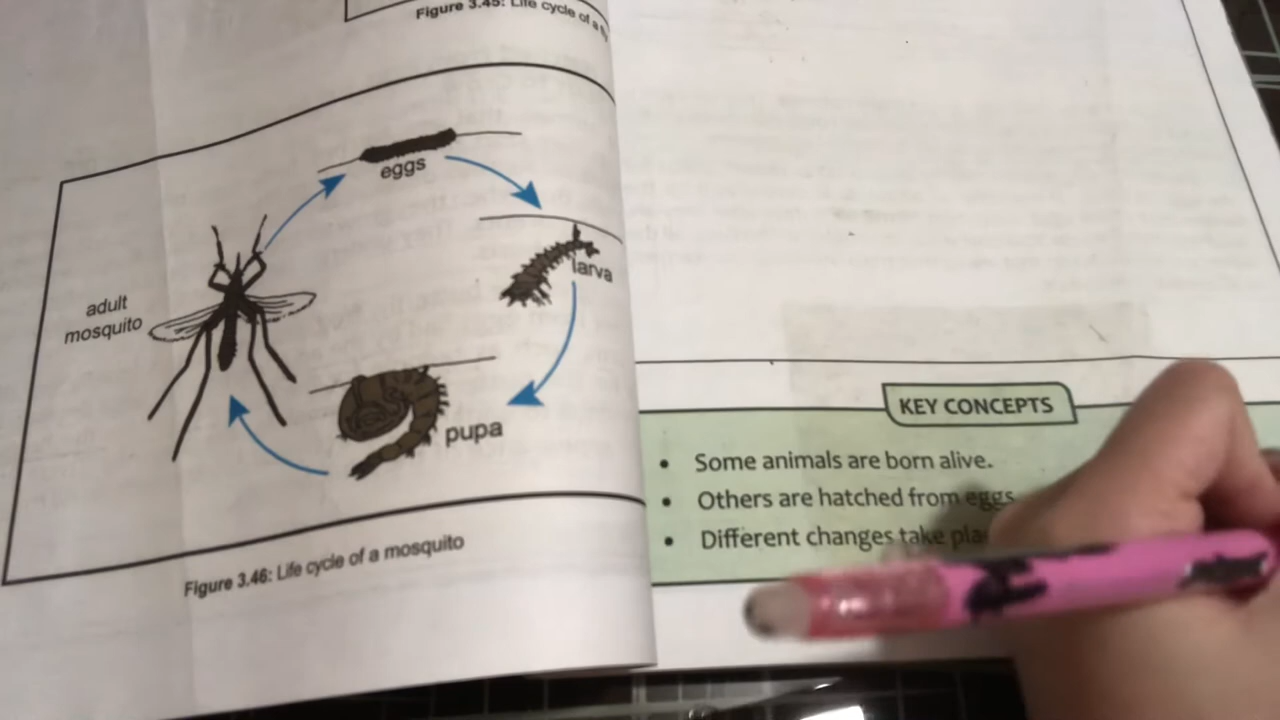 Figure 3.45: Life cycle of a
eggs
larva
adult
mosquito
pupa
Figure 3.46: Life cycle of a mosquito
KEY CONCEPTS
• Some animals are born alive.
• Others are hatched from eggs
• Different changes take